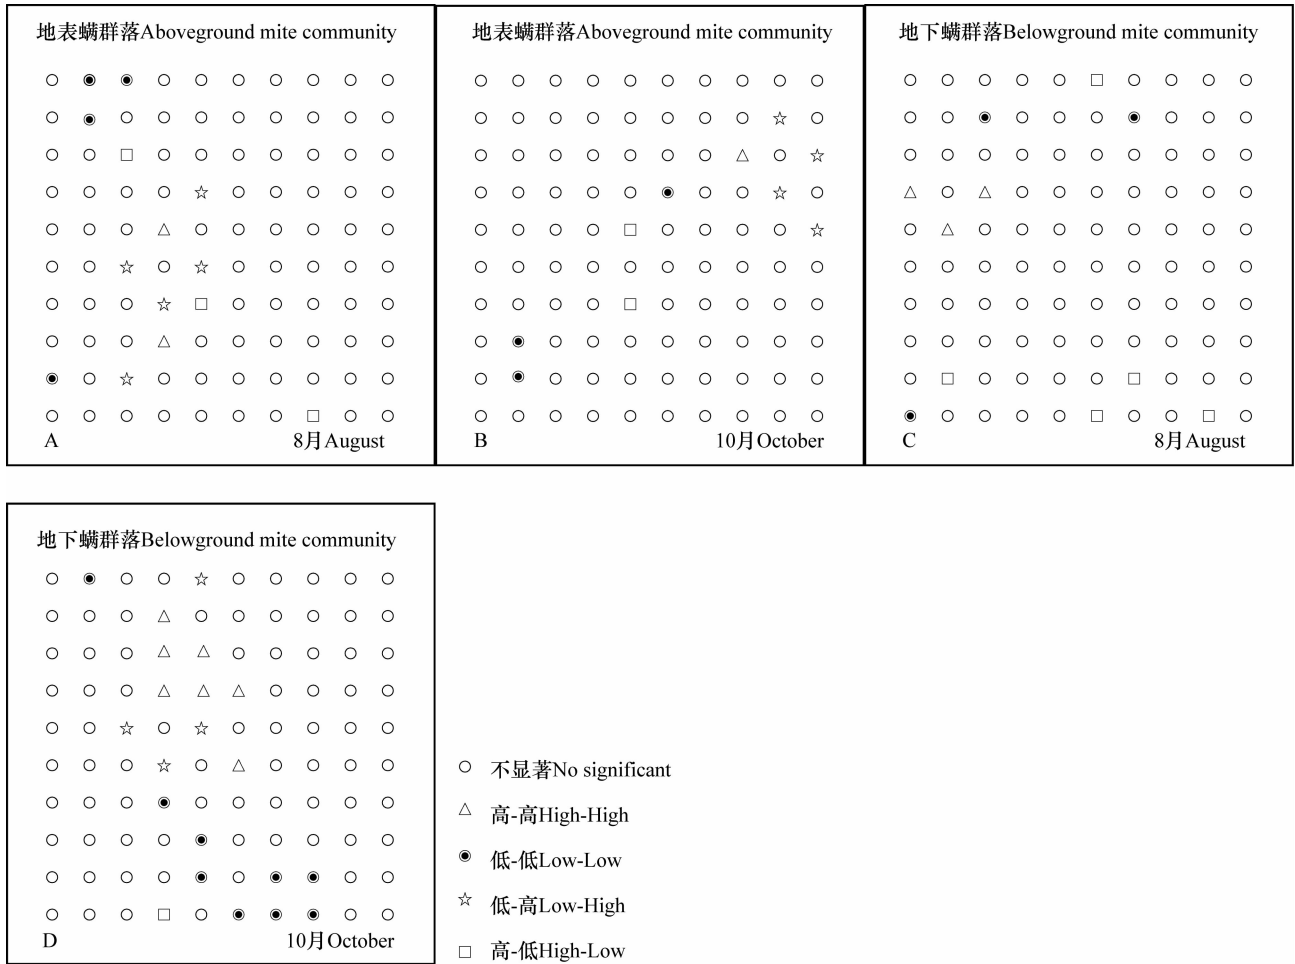 地表螨群落Aboveground mite community
A
8月August
地表螨群落Aboveground mite community
B
10月October
地下螨群落Belowground mite community
C
8月August
地下螨群落Belowground mite community
D
10月October
不显著No significant
高-高High-High
低-低Low-Low
低-高Low-High
高-低High-Low